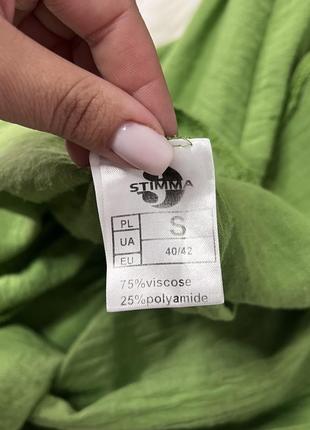 STIMMA
PL S
UA
EU 40/42
75%viscose
25%polyamide